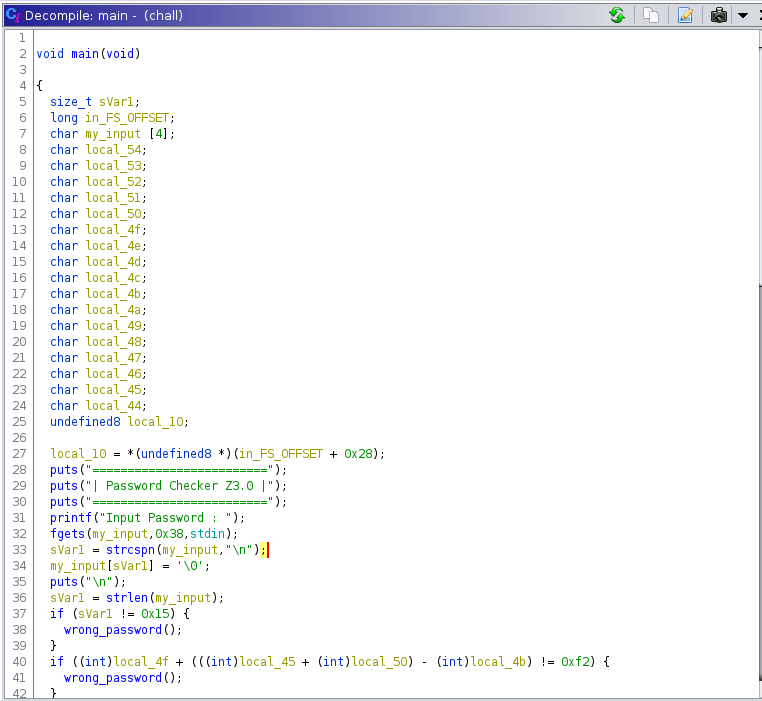 Decompile: main - (chall)
1
2 void main(void)
3
4 {
5 size_t sVar1;
6 long in_FS_OFFSET;
7 char my_input [4];
8 char local_54;
9 char local_53;
10 char local_52;
11 char local_51;
12 char local_50;
13 char local_4f;
14 char local_4e;
15 char local_4d;
16 char local_4c;
17 char local_4b;
18 char local_4a;
19 char local_49;
20 char local_48;
21 char local_47;
22 char local_46;
23 char local_45;
24 char local_44;
25 undefined8 local_10;
26
27 local_10 = *(undefined8 *)(in_FS_OFFSET + 0x28);
28 puts("=========================");
29 puts("| Password Checker Z3.0 |");
30 puts("=========================");
31 printf("Input Password : ");
32 fgets(my_input,0x38,stdin);
33 sVar1 = strcspn(my_input,"\n");
34 my_input[sVar1] = '\0';
35 puts("\n");
36 sVar1 = strlen(my_input);
37 if (sVar1 != 0x15) {
38 wrong_password();
39 }
40 if ((int)local_4f + (((int)local_45 + (int)local_50) - (int)local_4b) != 0xf2) {
41 wrong_password();
42 }